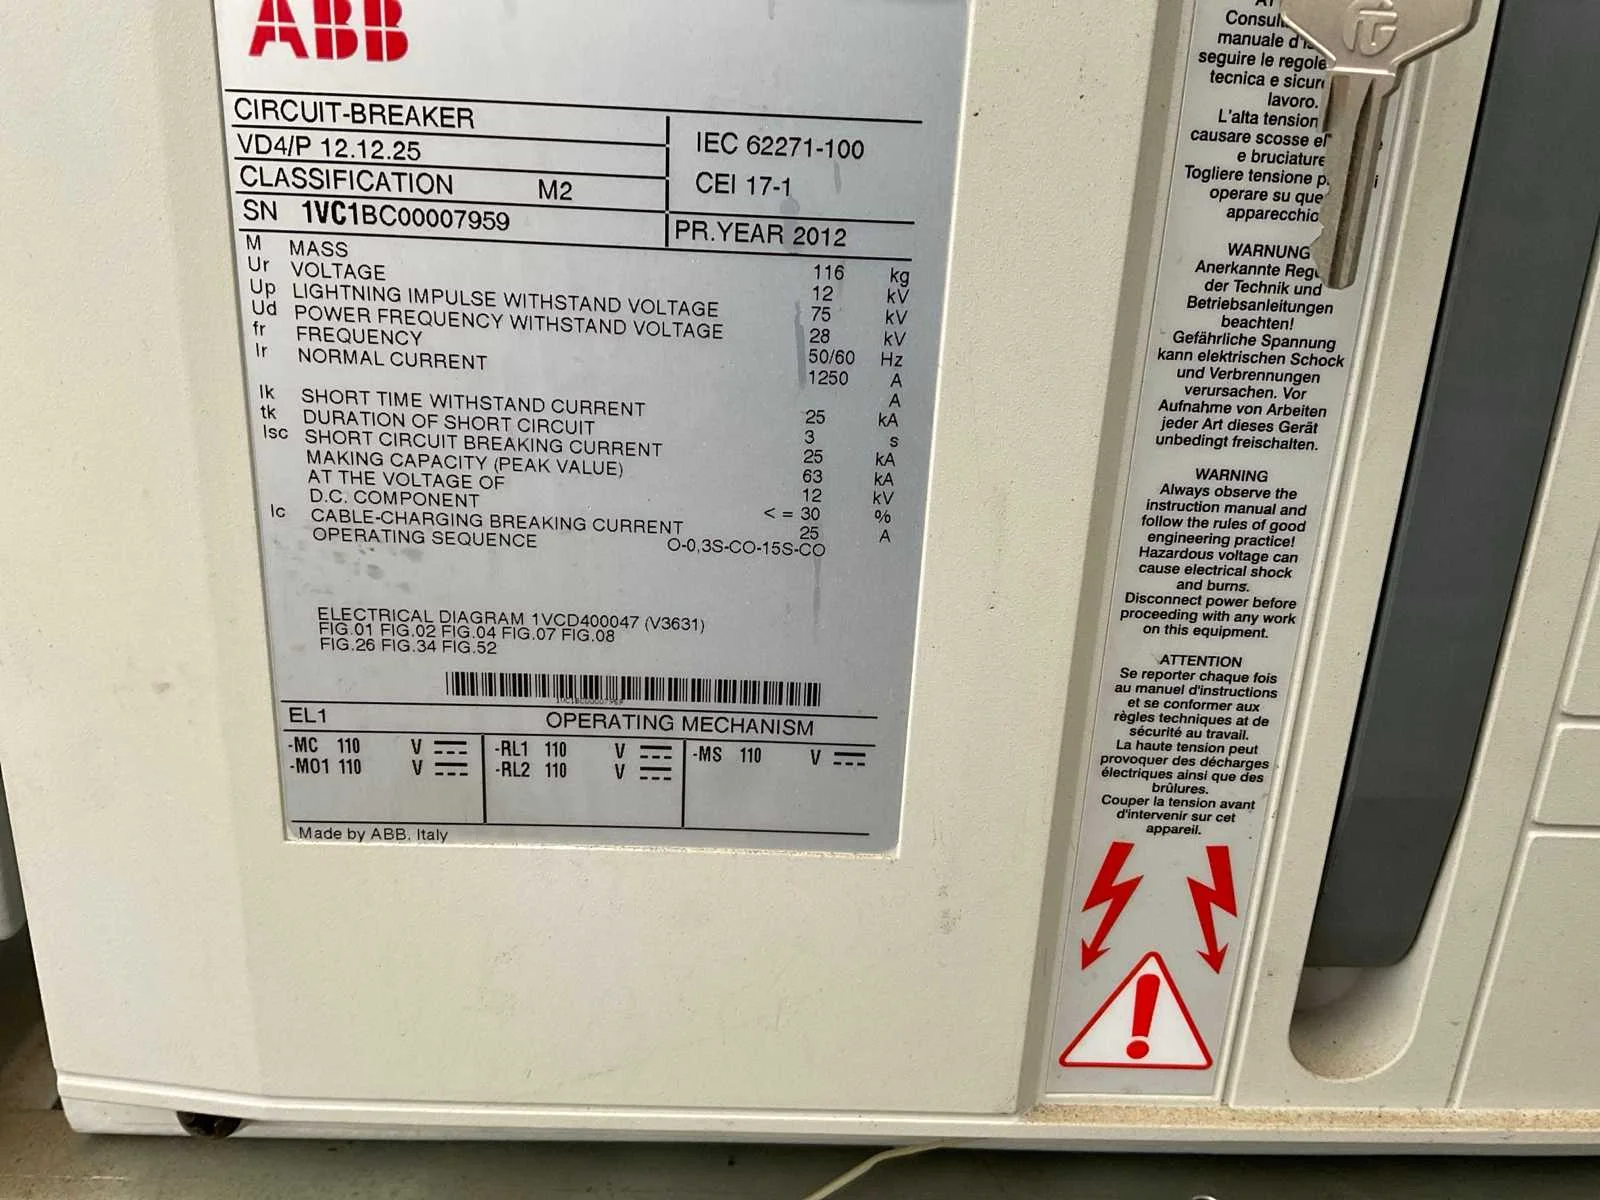 ABB
CIRCUIT-BREAKER
VD4/P 12.12.25
CLASSIFICATION M2
SN 1VC1BC00007959
IEC 62271-100
CEI 17-1
PR.YEAR 2012
M MASS 116 kg
Ur VOLTAGE 12 kV
Up LIGHTNING IMPULSE WITHSTAND VOLTAGE 75 kV
Ud POWER FREQUENCY WITHSTAND VOLTAGE 28 kV
fr FREQUENCY 50/60 Hz
Ir NORMAL CURRENT 1250 A
A
Ik SHORT TIME WITHSTAND CURRENT 25 kA
tk DURATION OF SHORT CIRCUIT 3 s
Isc SHORT CIRCUIT BREAKING CURRENT 25 kA
MAKING CAPACITY (PEAK VALUE) 63 kA
AT THE VOLTAGE OF 12 kV
D.C. COMPONENT <= 30 %
Ic CABLE-CHARGING BREAKING CURRENT 25 A
OPERATING SEQUENCE O-0,3S-CO-15S-CO
ELECTRICAL DIAGRAM 1VCD400047 (V3631)
FIG.01 FIG.02 FIG.04 FIG.07 FIG.08
FIG.26 FIG.34 FIG.52
1VC1BC00007959
EL1 OPERATING MECHANISM
-MC 110 V -RL1 110 V -MS 110 V
-MO1 110 V -RL2 110 V
Made by ABB, Italy
manuale
seguire le regole
tecnica e
lavoro.
L'alta tension
causare scosse
e bruciature
Togliere tensione
operare su
apparecchio
WARNUNG
Anerkannte
der Technik und
Betriebsanleitungen
beachten!
Gefährliche Spannung
kann elektrischen Schock
und Verbrennungen
verursachen. Vor
Aufnahme von Arbeiten
jeder Art dieses Gerät
unbedingt freischalten.
WARNING
Always observe the
instruction manual and
follow the rules of good
engineering practice!
Hazardous voltage can
cause electrical shock
and burns.
Disconnect power before
proceeding with any work
on this equipment.
ATTENTION
Se reporter chaque fois
au manuel d'instructions
et se conformer aux
règles techniques at de
sécurité au travail.
La haute tension peut
provoquer des décharges
électriques ainsi que des
brûlures.
Couper la tension avant
d'intervenir sur cet
appareil.